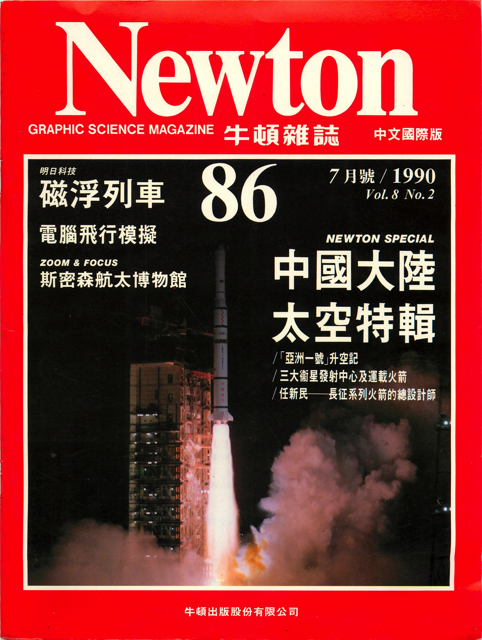 Newton
GRAPHIC SCIENCE MAGAZINE 牛頓雜誌 中文國際版
明日科技
磁浮列車
電腦飛行模擬
ZOOM & FOCUS
斯密森航太博物館
86
7月號 / 1990
Vol. 8 No. 2
NEWTON SPECIAL
中國大陸
太空特輯
/「亞洲一號」升空記
/三大衞星發射中心及運載火箭
/任新民——長征系列火箭的總設計師
牛頓出版股份有限公司